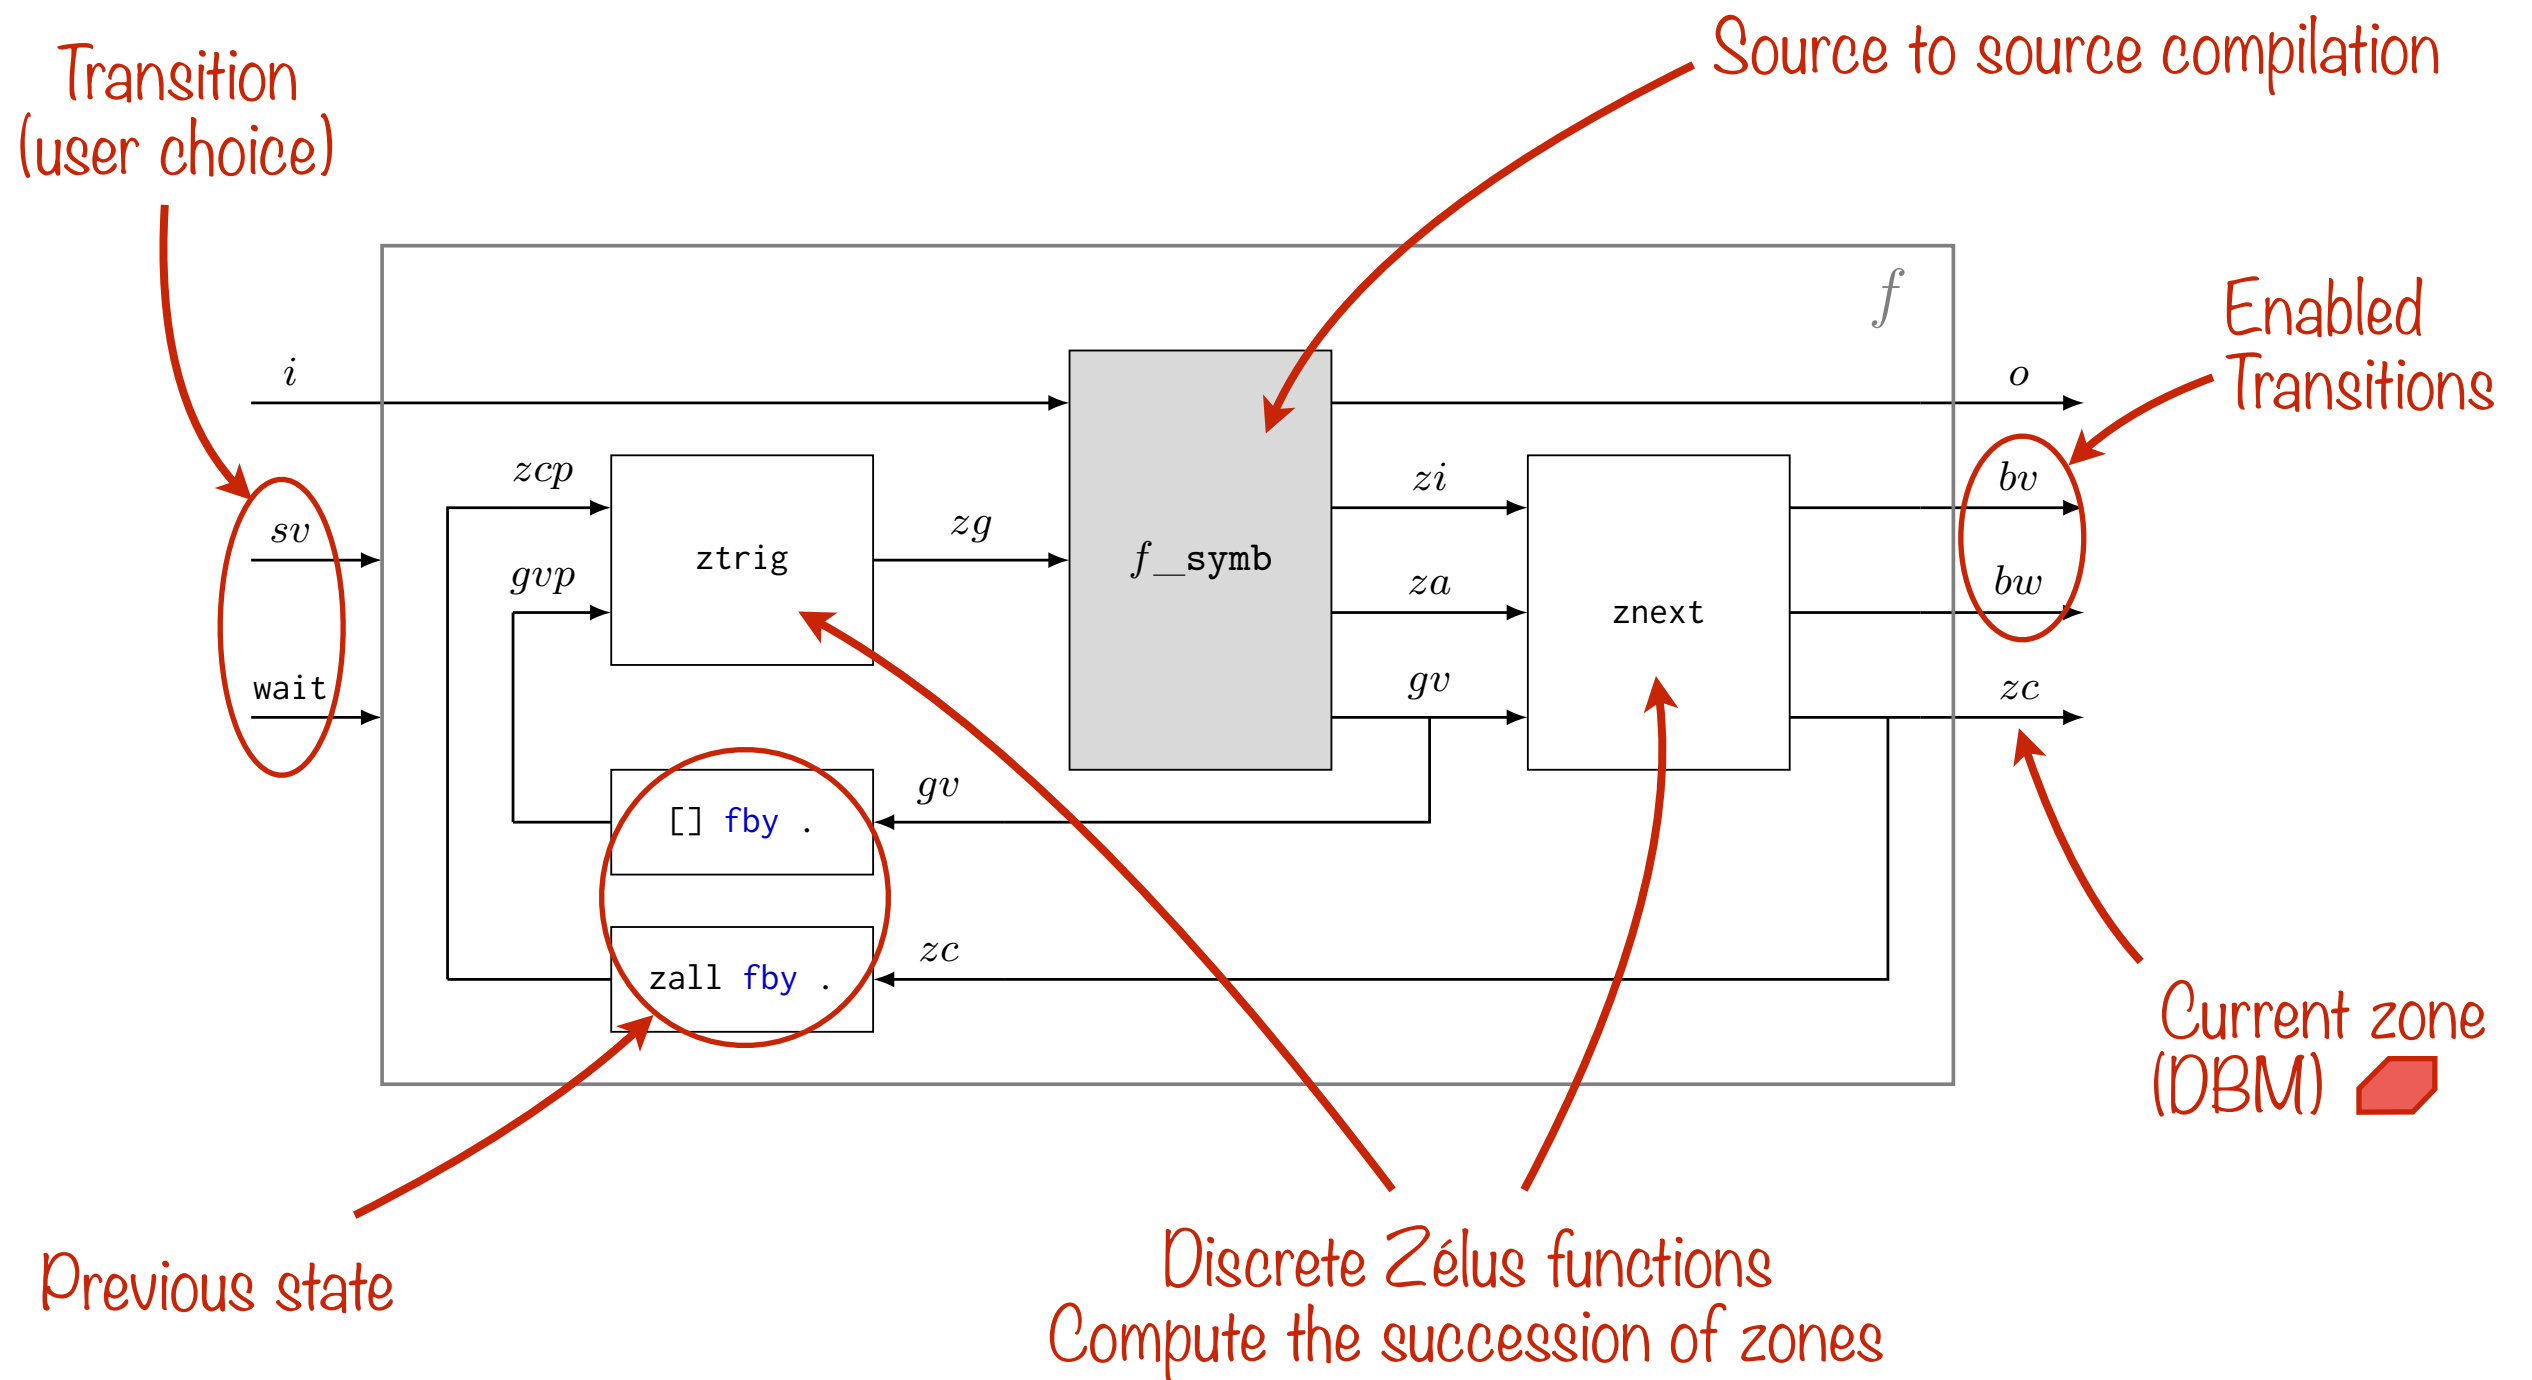 Source to source compilation
Transition
(user choice)
f
Enabled
Transitions
i
o
zcp
zi
bv
sv
zg
ztrig
f_symb
gvp
za
znext
bw
wait
gv
zc
gv
[] fby .
zc
zall fby .
Current zone
(DBM)
Previous state
Discrete Zélus functions
Compute the succession of zones